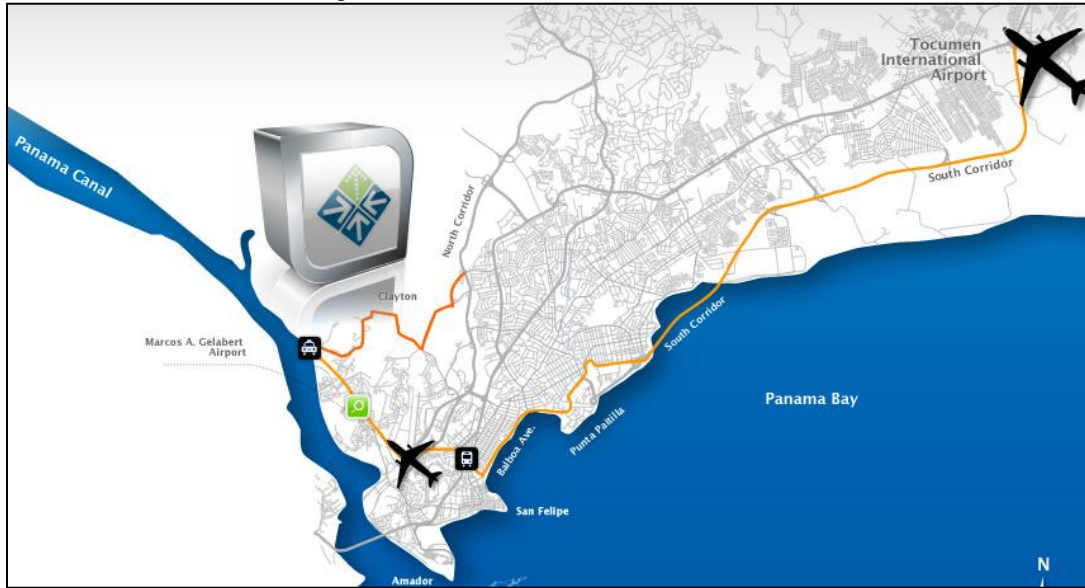 Tocumen
International
Airport
Panama Canal
South Corridor
North Corridor
Clayton
Marcos A. Gelabert
Airport
South Corridor
Panama Bay
Punta Paitilla
Balboa Ave.
San Felipe
N
Amador